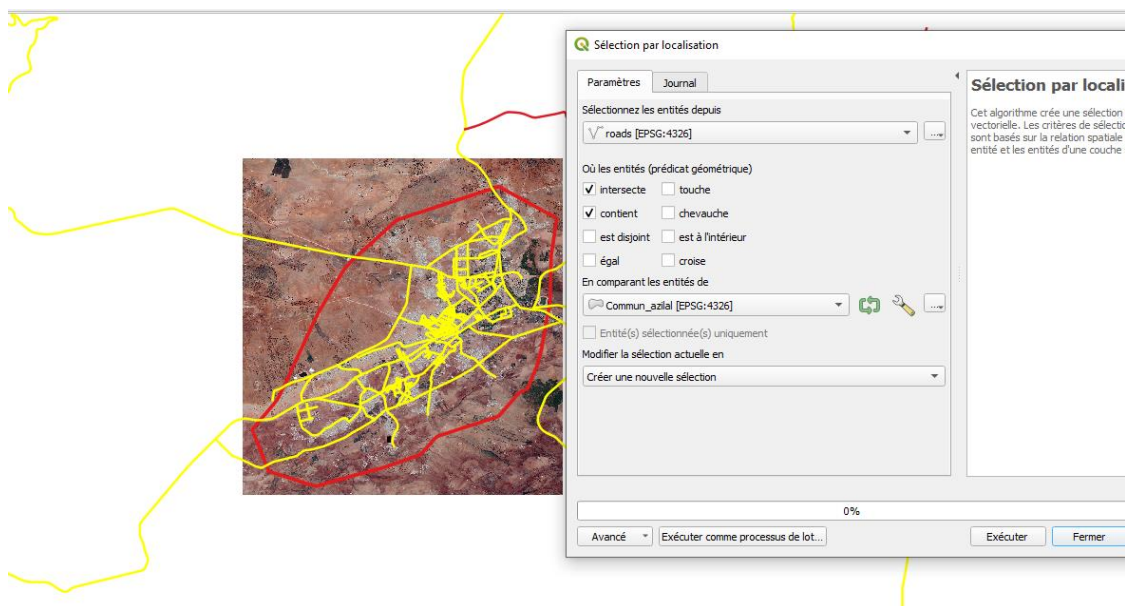 Sélection par localisation
Paramètres
Journal
Sélectionnez les entités depuis
roads [EPSG:4326]
Où les entités (prédicat géométrique)
intersecte
touche
contient
chevauche
est disjoint
est à l'intérieur
égal
croise
En comparant les entités de
Commun_azilal [EPSG:4326]
Entité(s) sélectionnée(s) uniquement
Modifier la sélection actuelle en
Créer une nouvelle sélection
Sélection par locali
Cet algorithme crée une sélection
vectorielle. Les critères de sélectio
sont basés sur la relation spatiale
entité et les entités d'une couche
0%
Avancé
Exécuter comme processus de lot...
Exécuter
Fermer